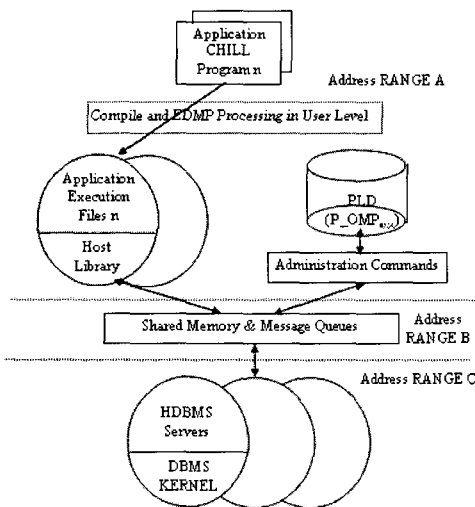 Application
CHILL
Program n
Address RANGE A
Compile and EDMP Processing in User Level
Application
Execution
Files n
Host
Library
PLD
(P_OMP
Administration Commands
Shared Memory & Message Queues
Address
RANGE B
Address RANGE C
HDBMS
Servers
DBMS
KERNEL